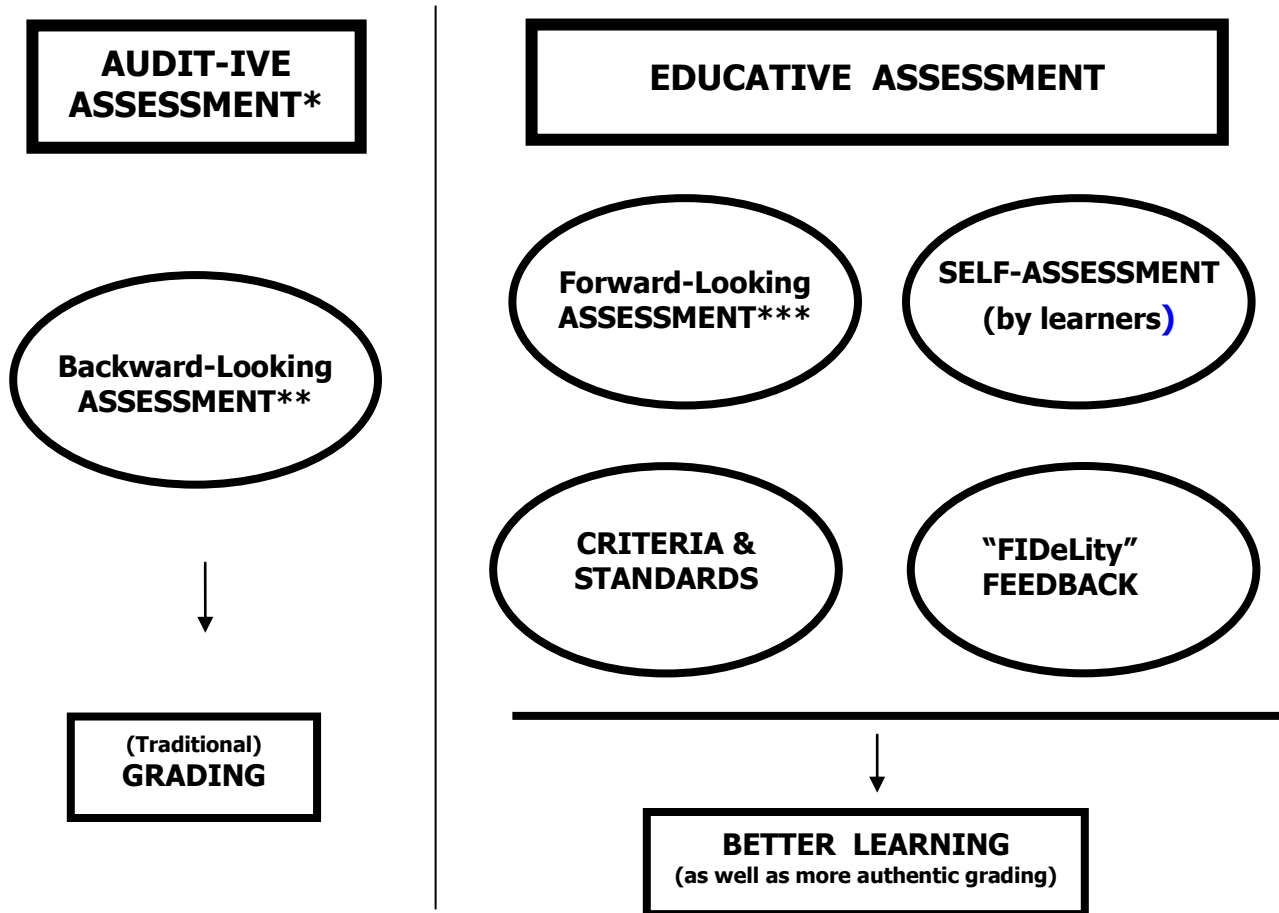 AUDIT-IVE
ASSESSMENT*
Backward-Looking
ASSESSMENT**
(Traditional)
GRADING
EDUCATIVE ASSESSMENT
Forward-Looking
ASSESSMENT***
SELF-ASSESSMENT
(by learners)
CRITERIA &
STANDARDS
“FIDeLity”
FEEDBACK
BETTER LEARNING
(as well as more authentic grading)